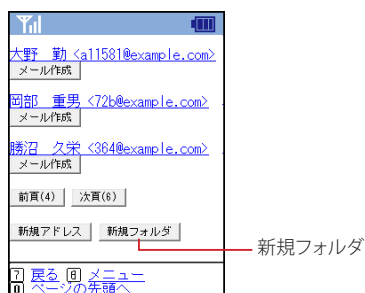 大野　勤 <a11581@example.com>
メール作成
岡部　重男 <72b@example.com>
メール作成
勝沼　久栄 <364@example.com>
メール作成
前頁(4) 次頁(6)
新規アドレス 新規フォルダ
新規フォルダ
7 戻る 8 メニュー
0 ページの先頭へ